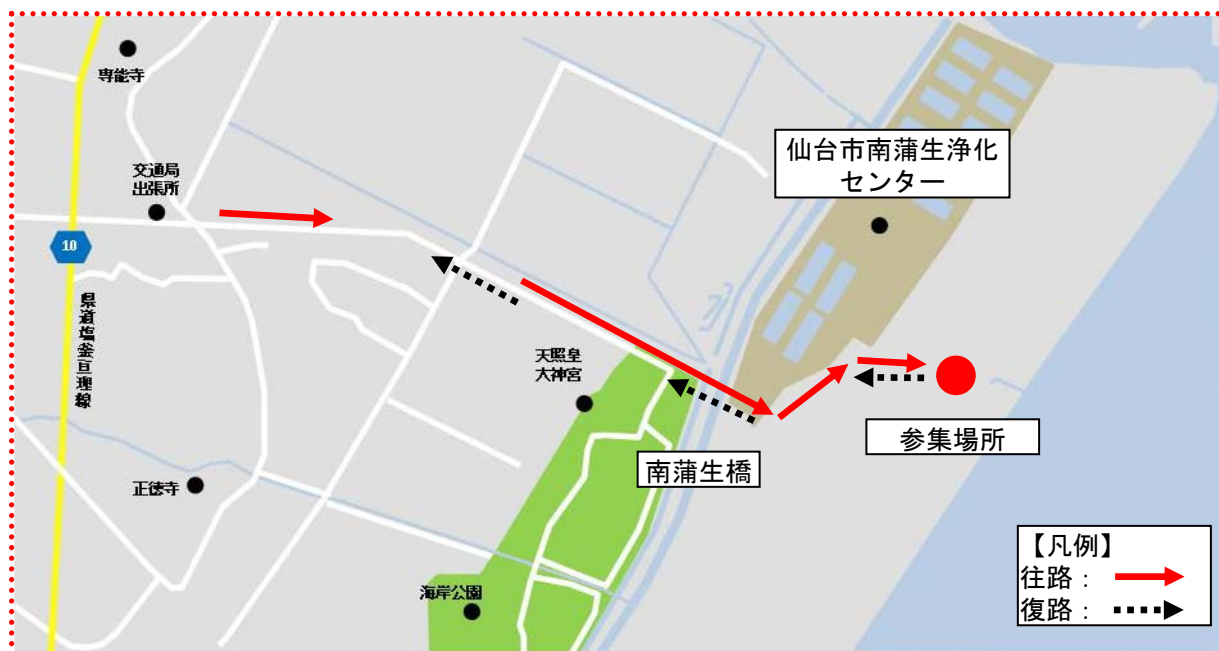 専能寺
交通局
出張所
10
県道塩釜亘理線
仙台市南蒲生浄化
センター
天照皇
大神宮
参集場所
南蒲生橋
正徳寺
海岸公園
【凡例】
往路：
復路：